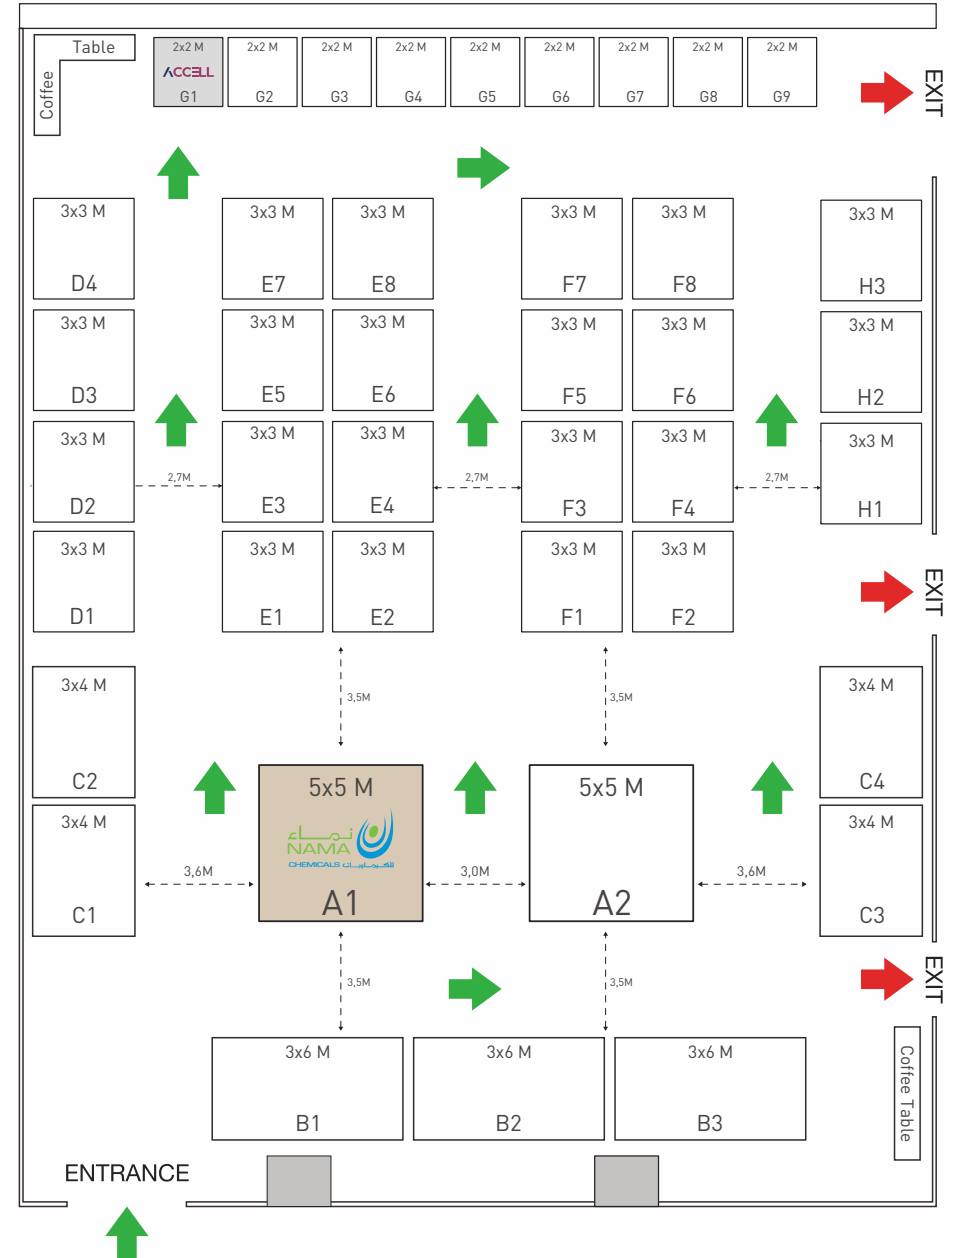 Table
Coffee
2x2 M
ACCELL
G1
2x2 M
G2
2x2 M
G3
2x2 M
G4
2x2 M
G5
2x2 M
G6
2x2 M
G7
2x2 M
G8
2x2 M
G9
EXIT
3x3 M
D4
3x3 M
E7
3x3 M
E8
3x3 M
F7
3x3 M
F8
3x3 M
H3
3x3 M
D3
3x3 M
E5
3x3 M
E6
3x3 M
F5
3x3 M
F6
3x3 M
H2
3x3 M
D2
2,7M
3x3 M
E3
3x3 M
E4
2,7M
3x3 M
F3
3x3 M
F4
2,7M
3x3 M
H1
3x3 M
D1
3x3 M
E1
3x3 M
E2
3x3 M
F1
3x3 M
F2
EXIT
3,5M
3,5M
3x4 M
C2
3x4 M
C4
3x4 M
C1
3,6M
5x5 M
نماء
NAMA
CHEMICALS للكيماويات
A1
3,0M
5x5 M
A2
3,6M
3x4 M
C3
3,5M
3,5M
EXIT
3x6 M
B1
3x6 M
B2
3x6 M
B3
Coffee Table
ENTRANCE